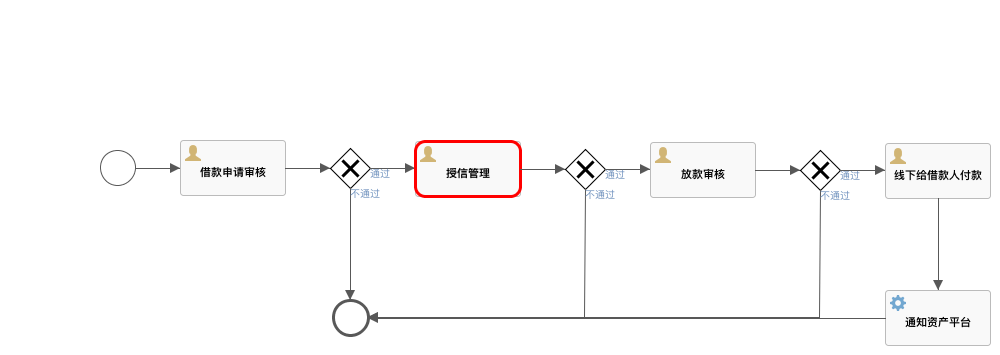 借款申请审核
通过
不通过
授信管理
通过
不通过
放款审核
通过
不通过
线下给借款人付款
通知资产平台